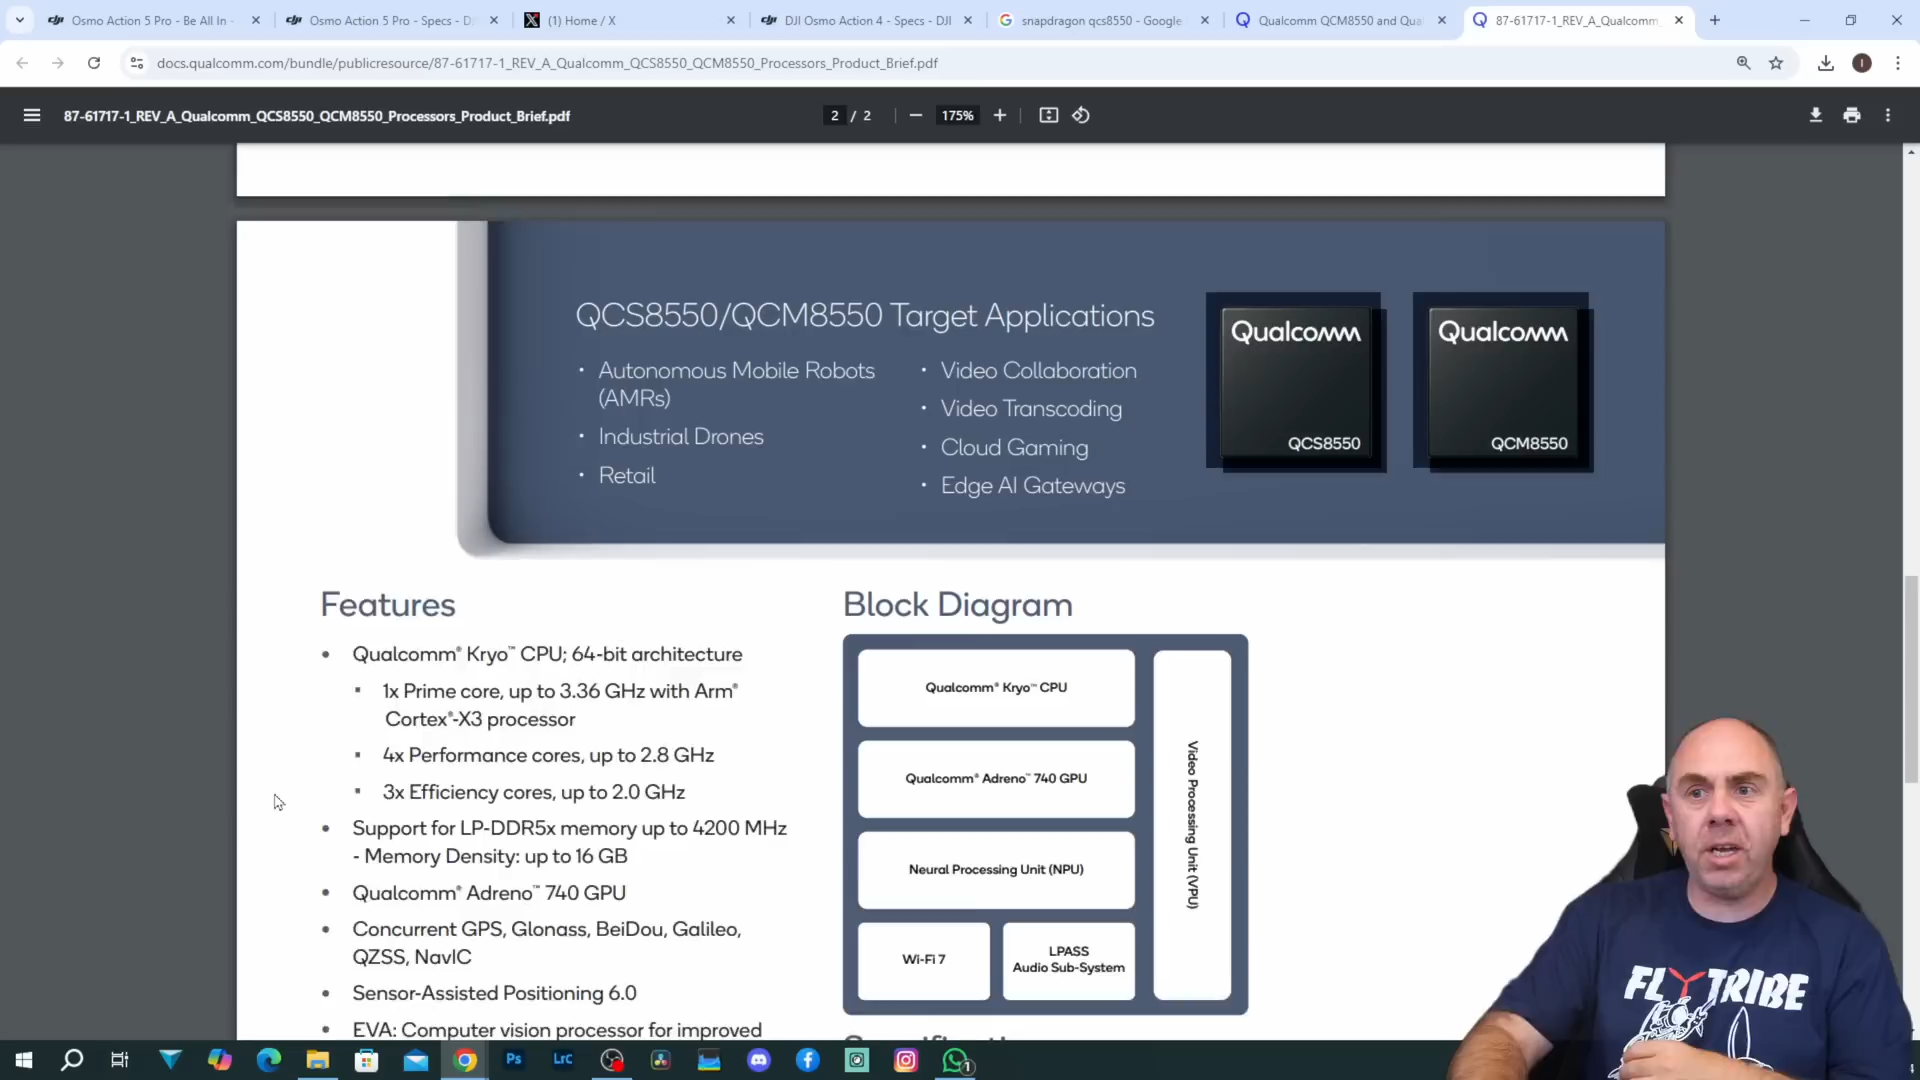 Osmo Action 5 Pro - Be All In -
Osmo Action 5 Pro - Specs - DJ
(1) Home / X
DJI Osmo Action 4 - Specs - DJI
snapdragon qcs8550 - Google
Qualcomm QCM8550 and Qual
87-61717-1_REV_A_Qualcomm_
docs.qualcomm.com/bundle/publicresource/87-61717-1_REV_A_Qualcomm_QCS8550_QCM8550_Processors_Product_Brief.pdf
87-61717-1_REV_A_Qualcomm_QCS8550_QCM8550_Processors_Product_Brief.pdf
2 / 2
175%
QCS8550/QCM8550 Target Applications
• Autonomous Mobile Robots
(AMRs)
• Industrial Drones
• Retail
• Video Collaboration
• Video Transcoding
• Cloud Gaming
• Edge AI Gateways
Qualcomm
QCS8550
Qualcomm
QCM8550
Features
• Qualcomm® Kryo™ CPU; 64-bit architecture
▪ 1x Prime core, up to 3.36 GHz with Arm®
Cortex®-X3 processor
▪ 4x Performance cores, up to 2.8 GHz
▪ 3x Efficiency cores, up to 2.0 GHz
• Support for LP-DDR5x memory up to 4200 MHz
- Memory Density: up to 16 GB
• Qualcomm® Adreno™ 740 GPU
• Concurrent GPS, Glonass, BeiDou, Galileo,
QZSS, NavIC
• Sensor-Assisted Positioning 6.0
• EVA: Computer vision processor for improved
Block Diagram
Qualcomm® Kryo™ CPU
Qualcomm® Adreno™ 740 GPU
Neural Processing Unit (NPU)
Wi-Fi 7
LPASS
Audio Sub-System
Video Processing Unit (VPU)
FLYTRIBE
Ps
Lrc
1